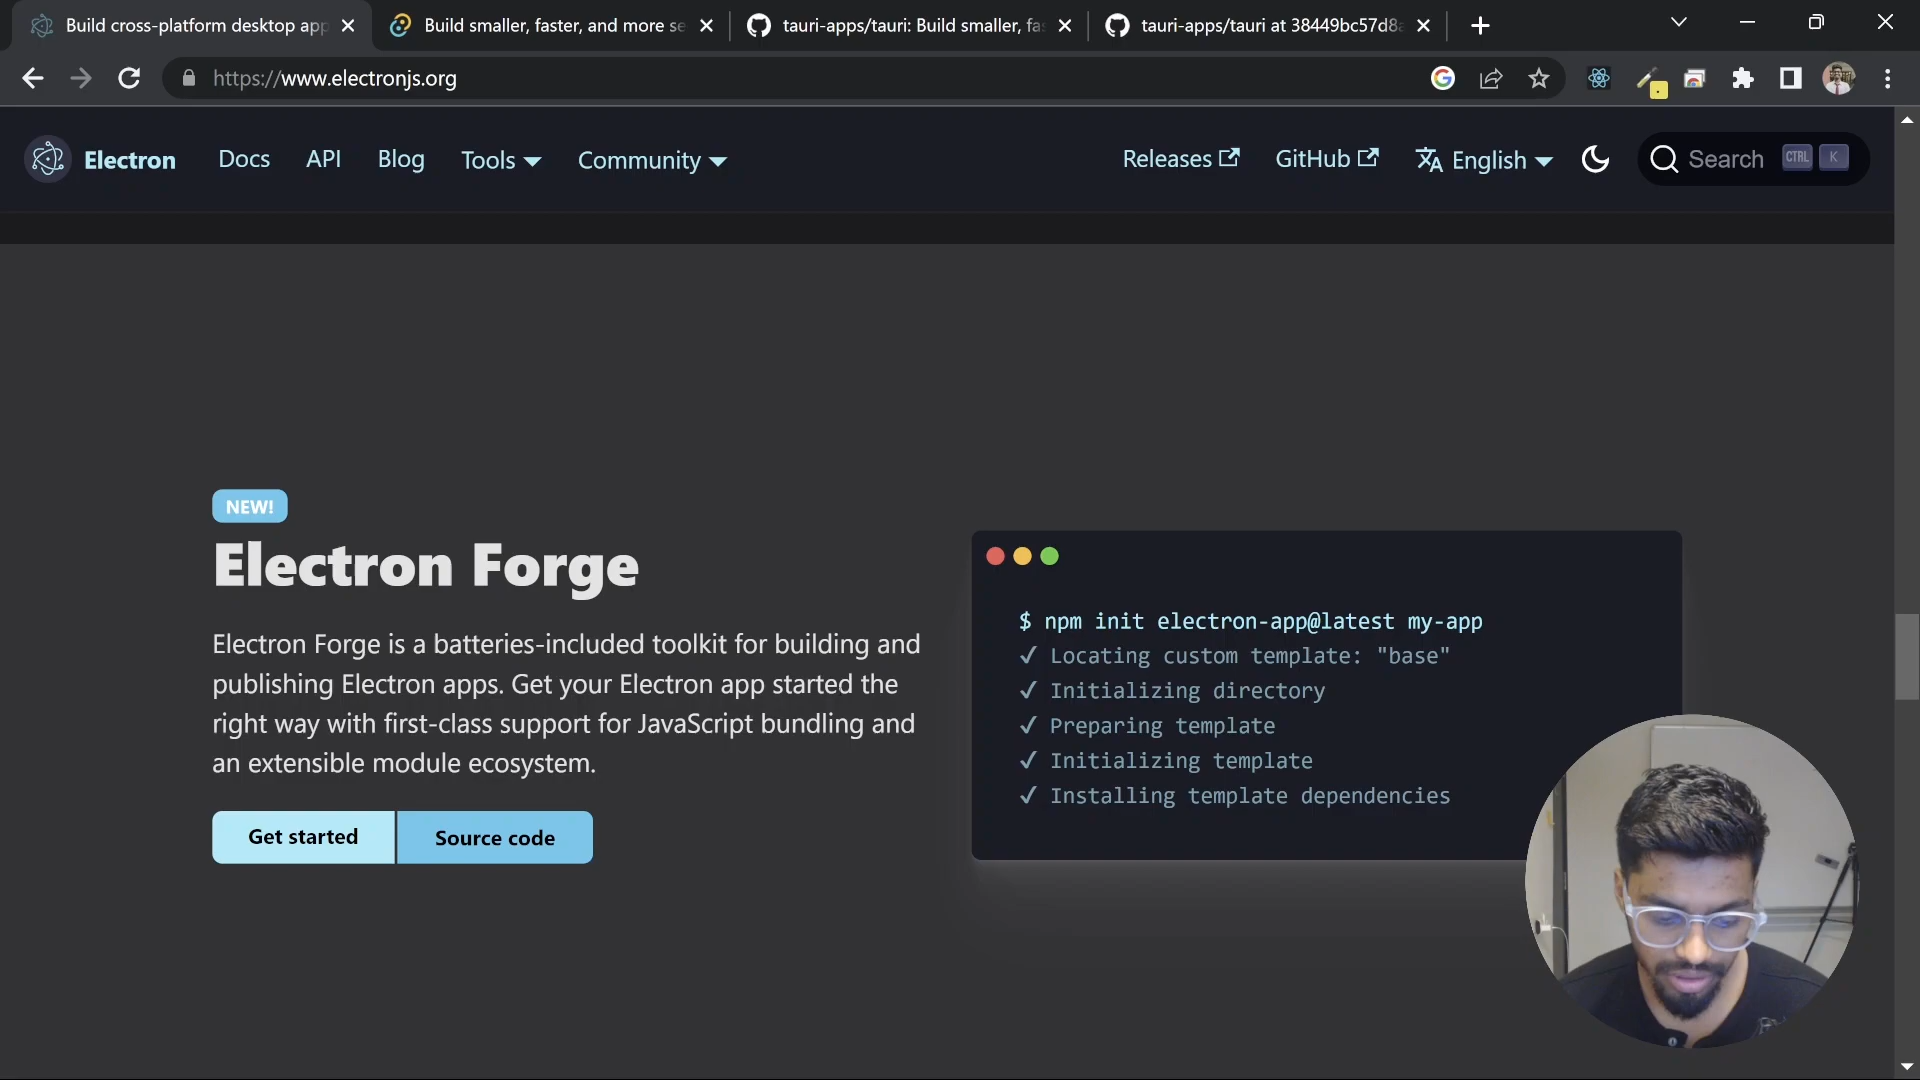 Build cross-platform desktop app
Build smaller, faster, and more se
tauri-apps/tauri: Build smaller, fas
tauri-apps/tauri at 38449bc57d8a
https://www.electronjs.org
Electron
Docs
API
Blog
Tools
Community
Releases
GitHub
English
Search
CTRL
K
NEW!
Electron Forge
Electron Forge is a batteries-included toolkit for building and
publishing Electron apps. Get your Electron app started the
right way with first-class support for JavaScript bundling and
an extensible module ecosystem.
Get started
Source code
$ npm init electron-app@latest my-app
✓ Locating custom template: "base"
✓ Initializing directory
✓ Preparing template
✓ Initializing template
✓ Installing template dependencies